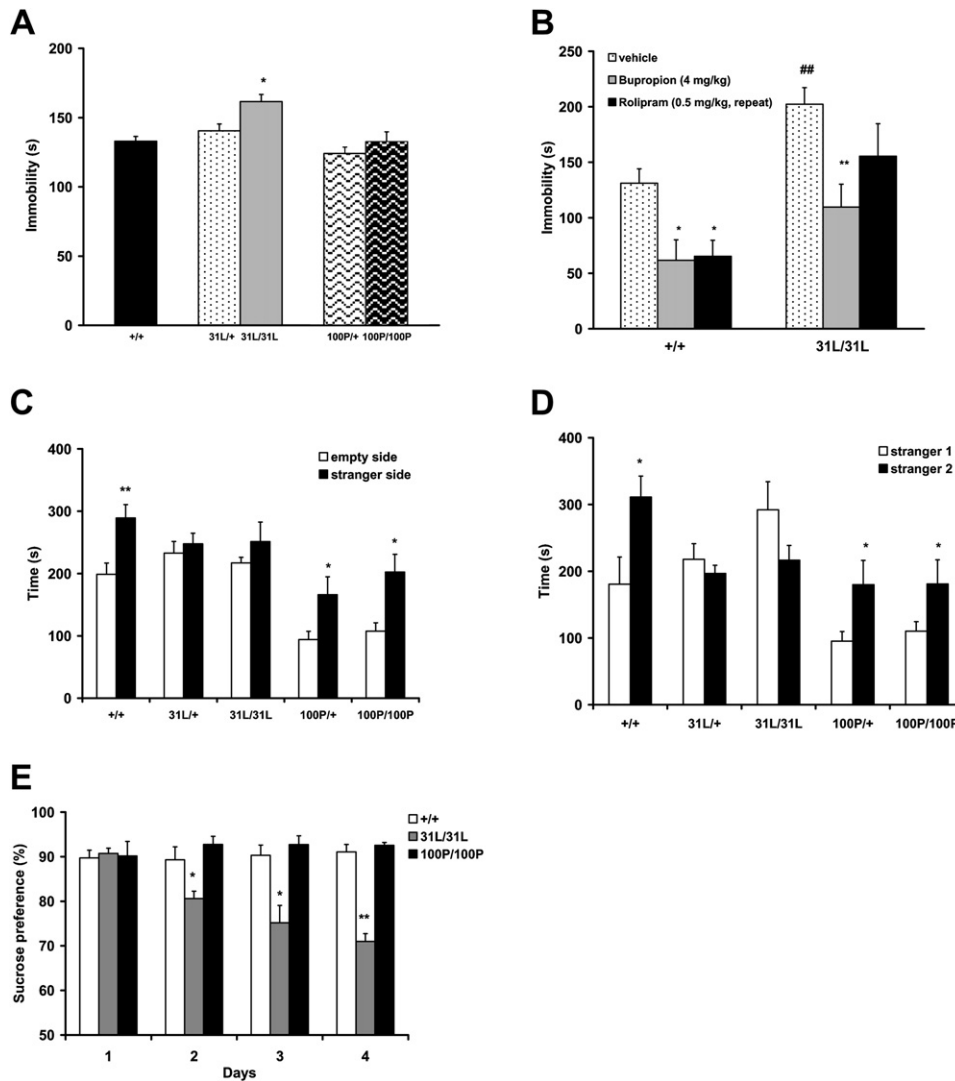 A
200
150
100
50
0
Immobility (s)
*
+/+
31L/+ 31L/31L
100P/+ 100P/100P
B
250
200
150
100
50
0
Immobility (s)
vehicle
Bupropion (4 mg/kg)
Rolipram (0.5 mg/kg, repeat)
##
**
* *
+/+ 31L/31L
C
400
300
200
100
0
Time (s)
empty side
stranger side
**
* *
+/+ 31L/+ 31L/31L 100P/+ 100P/100P
D
400
300
200
100
0
Time (s)
stranger 1
stranger 2
*
* *
+/+ 31L/+ 31L/31L 100P/+ 100P/100P
E
100
90
80
70
60
50
Sucrose preference (%)
+/+
31L/31L
100P/100P
* * **
1 2 3 4
Days